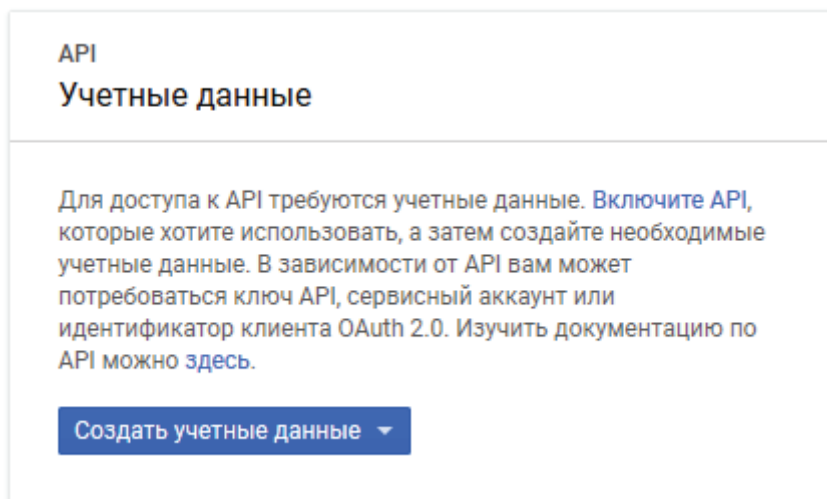 API
Учетные данные
Для доступа к API требуются учетные данные. Включите API,
которые хотите использовать, а затем создайте необходимые
учетные данные. В зависимости от API вам может
потребоваться ключ API, сервисный аккаунт или
идентификатор клиента OAuth 2.0. Изучить документацию по
API можно здесь.
Создать учетные данные